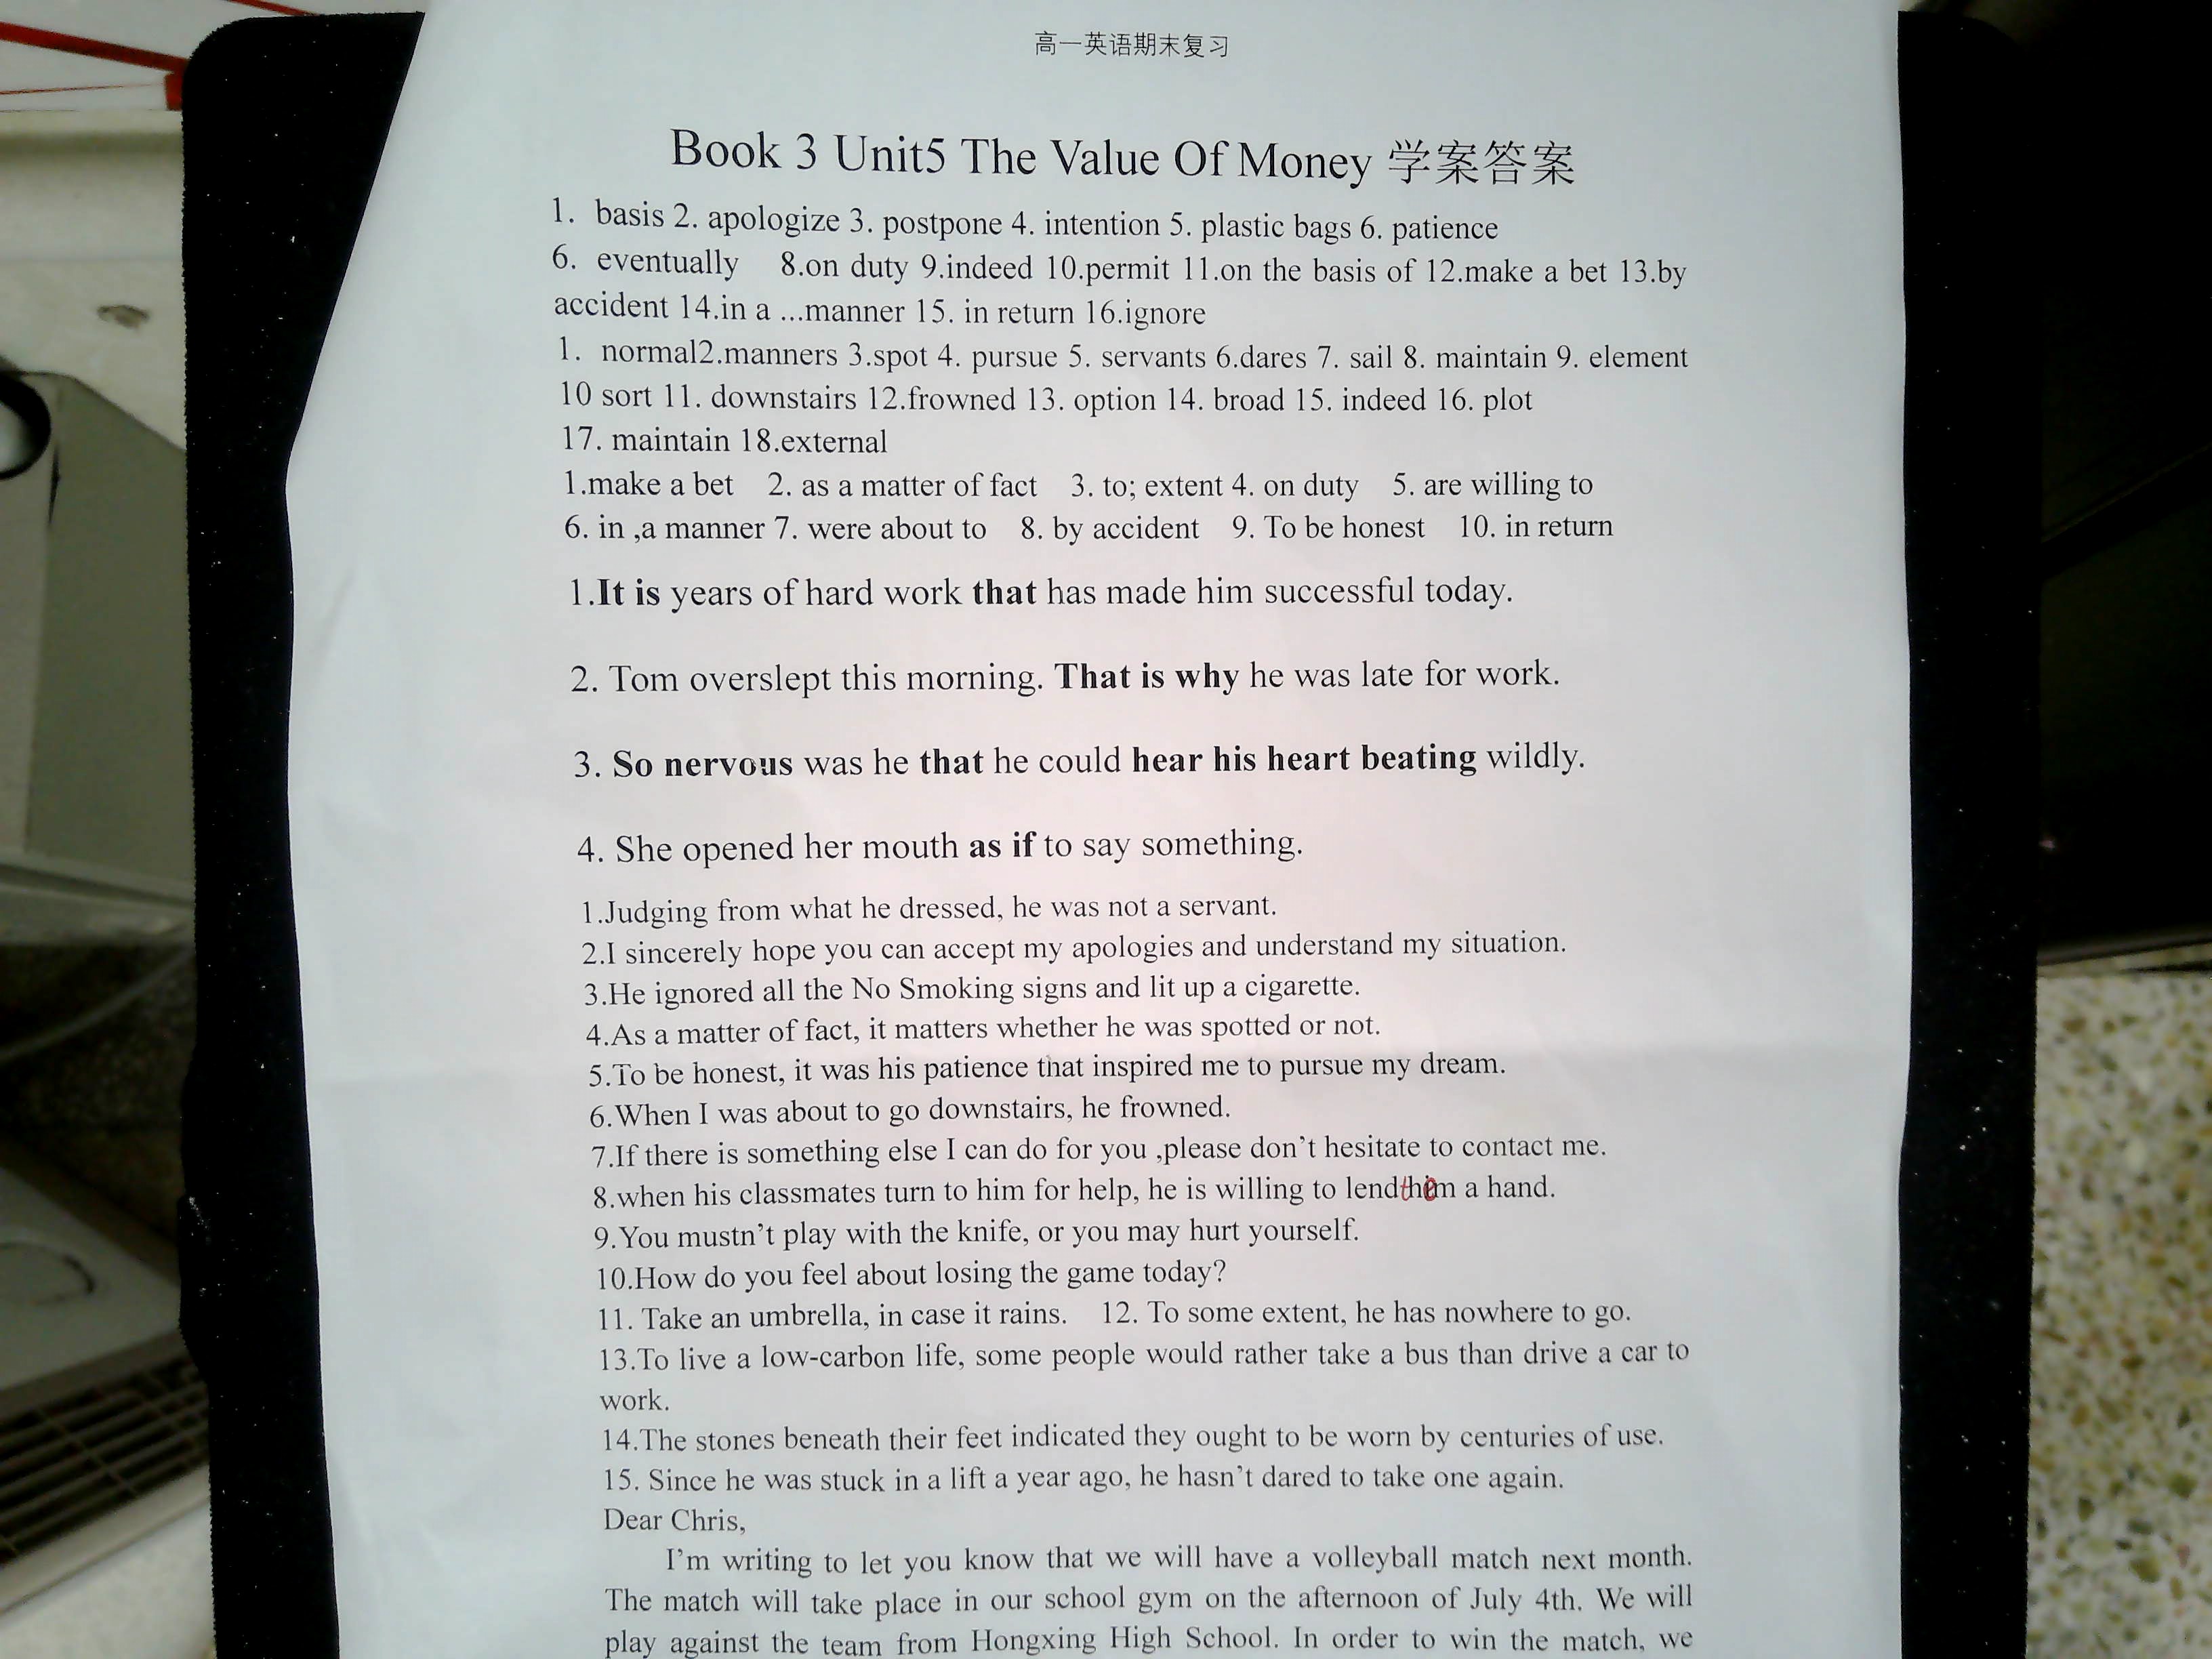 高一英语期末复习
Book 3 Unit5 The Value Of Money 学案答案
1. basis 2. apologize 3. postpone 4. intention 5. plastic bags 6. patience
6. eventually 8.on duty 9.indeed 10.permit 11.on the basis of 12.make a bet 13.by
accident 14.in a ...manner 15. in return 16.ignore
1. normal2.manners 3.spot 4. pursue 5. servants 6.dares 7. sail 8. maintain 9. element
10 sort 11. downstairs 12.frowned 13. option 14. broad 15. indeed 16. plot
17. maintain 18.external
1.make a bet 2. as a matter of fact 3. to; extent 4. on duty 5. are willing to
6. in ,a manner 7. were about to 8. by accident 9. To be honest 10. in return
1.It is years of hard work that has made him successful today.
2. Tom overslept this morning. That is why he was late for work.
3. So nervous was he that he could hear his heart beating wildly.
4. She opened her mouth as if to say something.
1.Judging from what he dressed, he was not a servant.
2.I sincerely hope you can accept my apologies and understand my situation.
3.He ignored all the No Smoking signs and lit up a cigarette.
4.As a matter of fact, it matters whether he was spotted or not.
5.To be honest, it was his patience that inspired me to pursue my dream.
6.When I was about to go downstairs, he frowned.
7.If there is something else I can do for you ,please don't hesitate to contact me.
8.when his classmates turn to him for help, he is willing to lend them a hand.
9.You mustn't play with the knife, or you may hurt yourself.
10.How do you feel about losing the game today?
11. Take an umbrella, in case it rains. 12. To some extent, he has nowhere to go.
13.To live a low-carbon life, some people would rather take a bus than drive a car to
work.
14.The stones beneath their feet indicated they ought to be worn by centuries of use.
15. Since he was stuck in a lift a year ago, he hasn't dared to take one again.
Dear Chris,
I'm writing to let you know that we will have a volleyball match next month.
The match will take place in our school gym on the afternoon of July 4th. We will
play against the team from Hongxing High School. In order to win the match, we